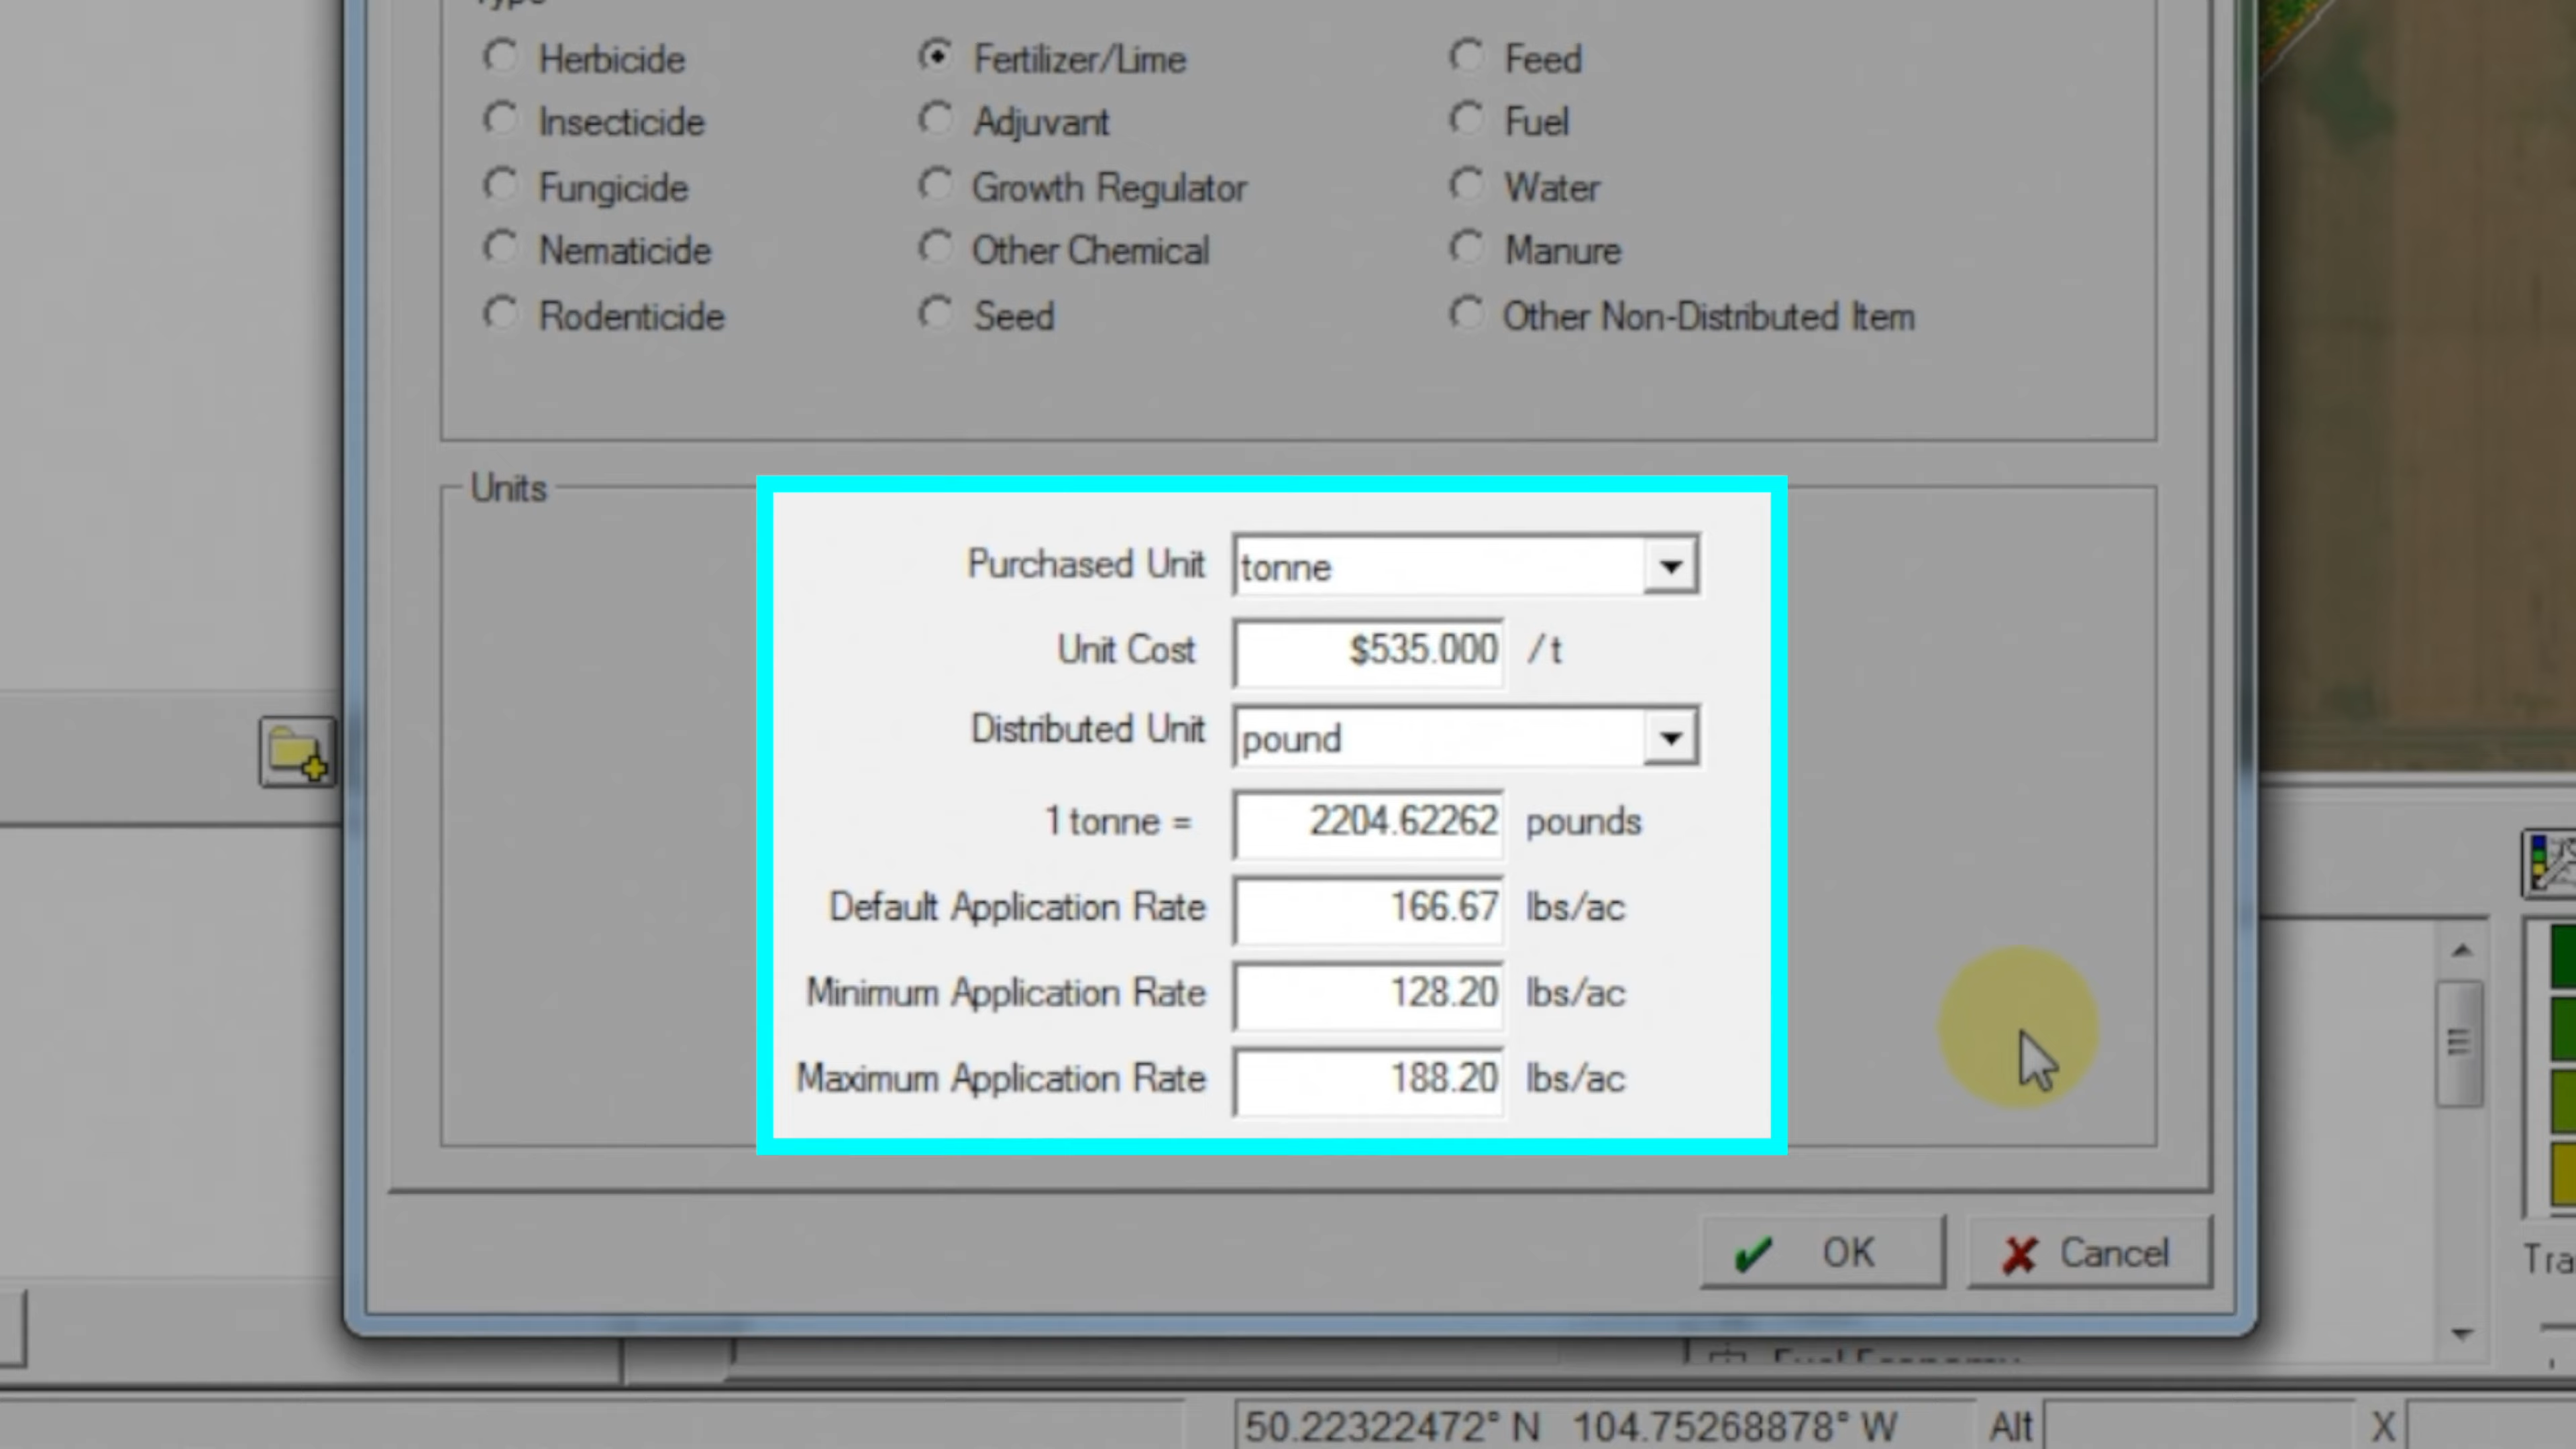 Type
Herbicide Fertilizer/Lime Feed
Insecticide Adjuvant Fuel
Fungicide Growth Regulator Water
Nematicide Other Chemical Manure
Rodenticide Seed Other Non-Distributed Item
Units
Purchased Unit tonne
Unit Cost $535.000 / t
Distributed Unit pound
1 tonne = 2204.62262 pounds
Default Application Rate 166.67 lbs/ac
Minimum Application Rate 128.20 lbs/ac
Maximum Application Rate 188.20 lbs/ac
OK Cancel
Tra
Fuel Economy
50.22322472° N 104.75268878° W Alt X